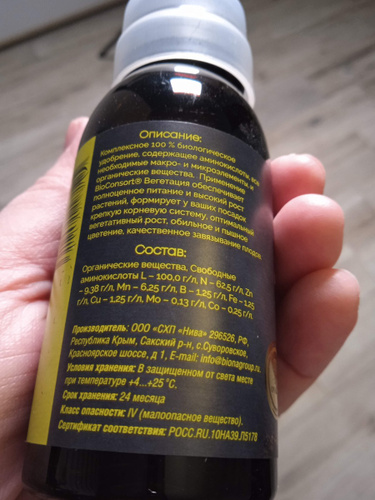 Описание:
Комплексное 100 % биологическое
удобрение, содержащее аминокислоты, все
необходимые макро- и микроэлементы, и
органические вещества. Применение
BioConsort® Вегетация обеспечивает
полноценное питание и высокий рост
растений, формирует у ваших посадок
крепкую корневую систему, оптимальный
вегетативный рост, обильное и пышное
цветение, качественное завязывание плодов.
Состав:
Органические вещества, Свободные
аминокислоты L – 100,0 г/л, N – 62,5 г/л, Zn
– 9,38 г/л, Mn – 6,25 г/л, B – 1,25 г/л, Fe – 1,25
г/л, Cu – 1,25 г/л, Mo – 0,13 г/л, Co – 0,25 г/л
Производитель: ООО «СХП «Нива» 296526, РФ,
Республика Крым, Сакский р-н, с.Суворовское,
Красноярское шоссе, д 1, E-mail: info@bionagroup.ru
Условия хранения: В защищенном от света месте
при температуре +4...+25 °С.
Срок хранения: 24 месяца
Класс опасности: IV (малоопасное вещество).
Сертификат соответствия: РОСС.RU.10НА39.Л5178